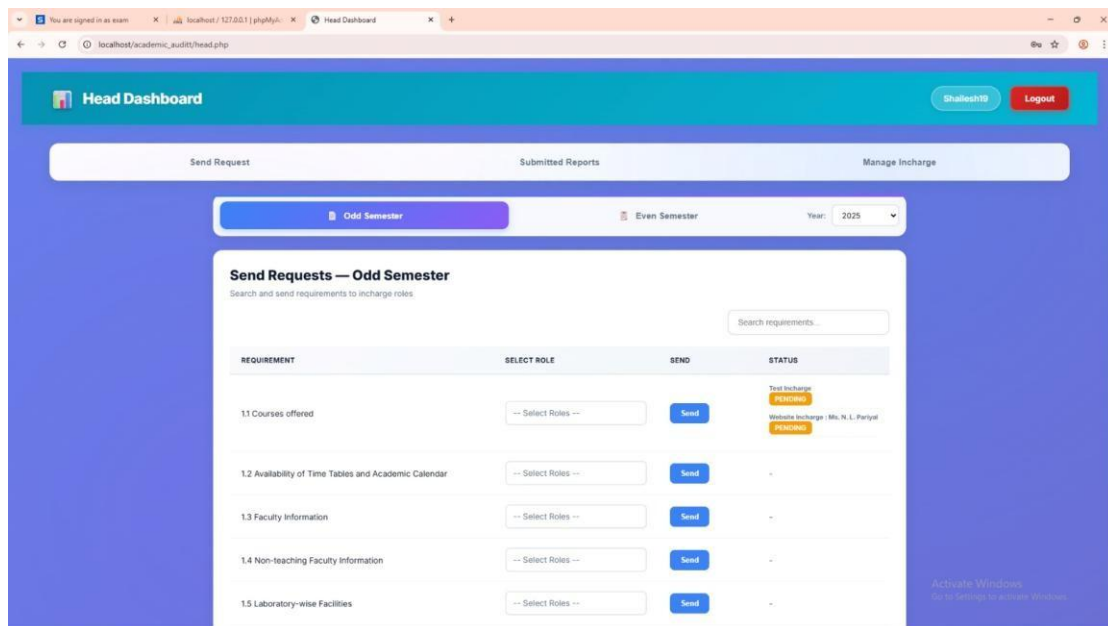 You are signed in as exam
localhost / 127.0.0.1 | phpMyA
Head Dashboard
localhost/academic_auditt/head.php
Head Dashboard
Shailesh19
Logout
Send Request
Submitted Reports
Manage Incharge
Odd Semester
Even Semester
Year: 2025
Send Requests — Odd Semester
Search and send requirements to incharge roles
Search requirements...
REQUIREMENT SELECT ROLE SEND STATUS
1.1 Courses offered -- Select Roles -- Send
Test Incharge
PENDING
Website Incharge : Ms. N. L. Pariyal
PENDING
1.2 Availability of Time Tables and Academic Calendar -- Select Roles -- Send -
1.3 Faculty Information -- Select Roles -- Send -
1.4 Non-teaching Faculty Information -- Select Roles -- Send -
1.5 Laboratory-wise Facilities -- Select Roles -- Send -
Activate Windows
Go to Settings to activate Windows.